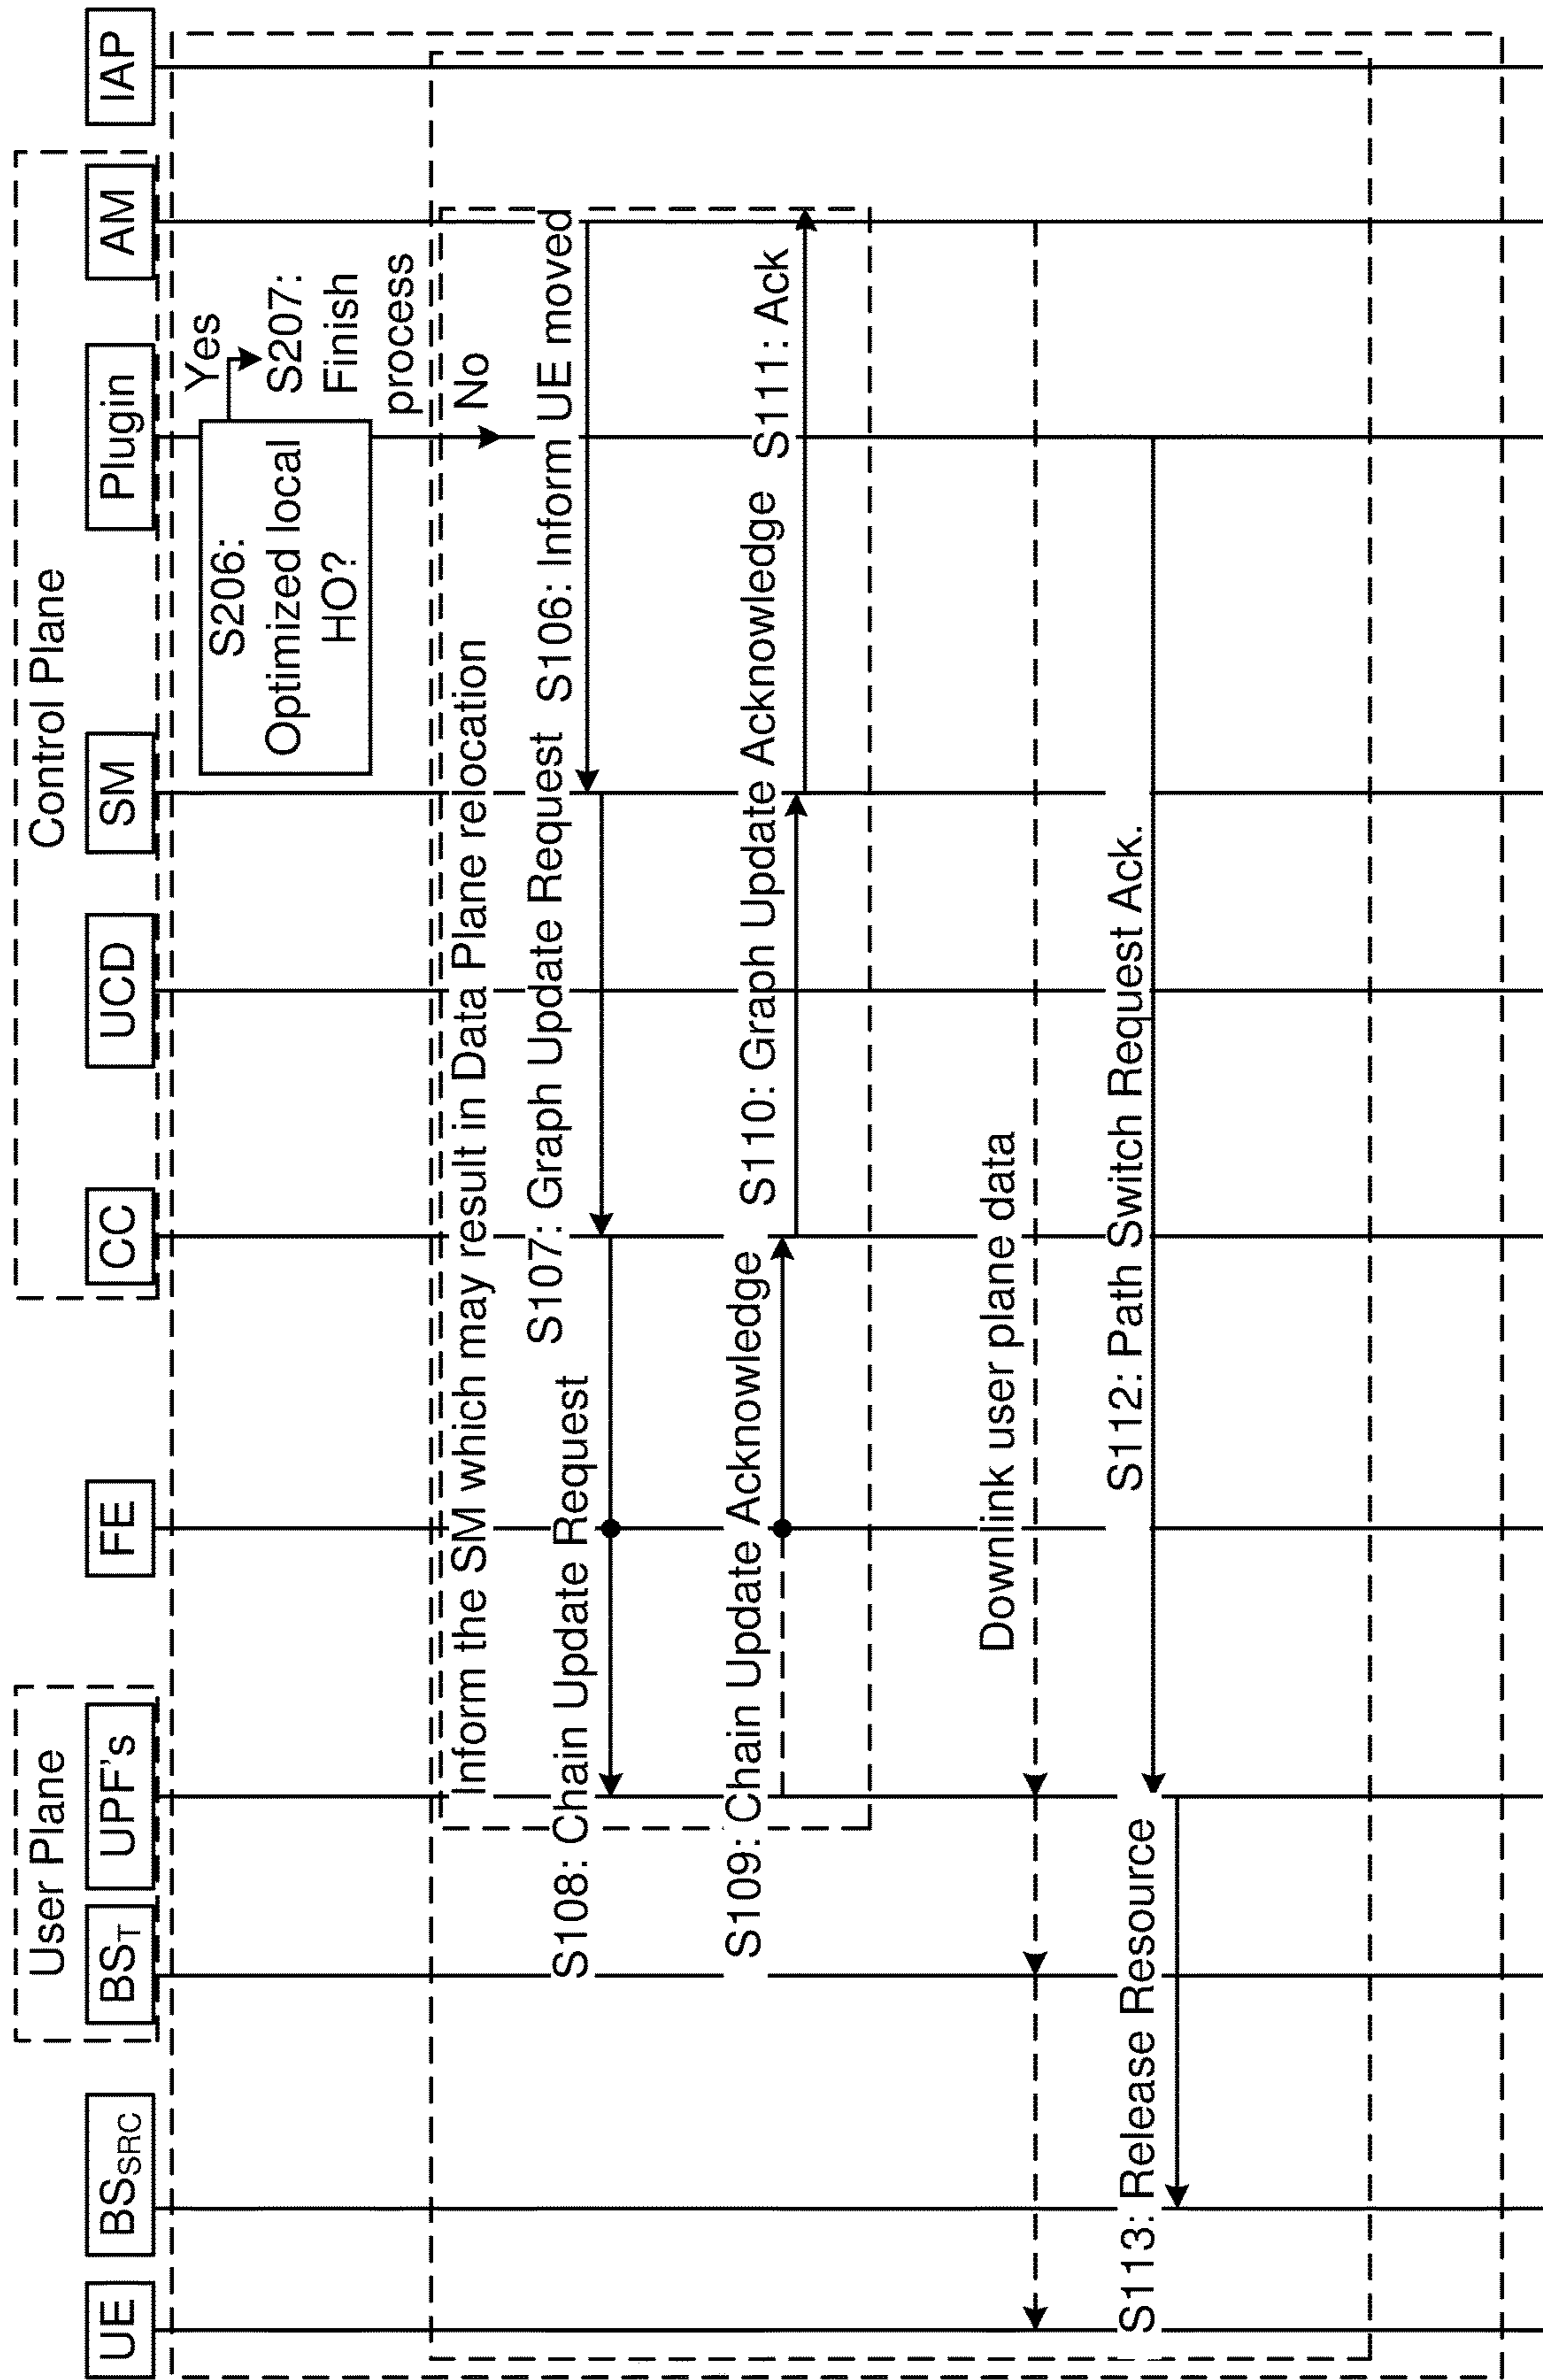 User Plane
Control Plane
UE
BSSRC
BST
UPF's
FE
CC
UCD
SM
Plugin
AM
IAP
S206:
Optimized local
HO?
Yes
S207:
Finish
process
No
Inform the SM which may result in Data Plane relocation
S106: Inform UE moved
S107: Graph Update Request
S108: Chain Update Request
S109: Chain Update Acknowledge
S110: Graph Update Acknowledge
S111: Ack
Downlink user plane data
S112: Path Switch Request Ack.
S113: Release Resource